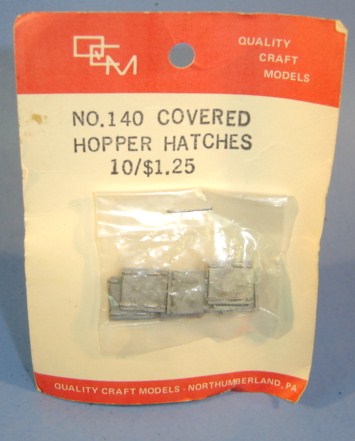 QCM
QUALITY
CRAFT
MODELS
NO.140 COVERED
HOPPER HATCHES
10/$1.25
QUALITY CRAFT MODELS - NORTHUMBERLAND, PA